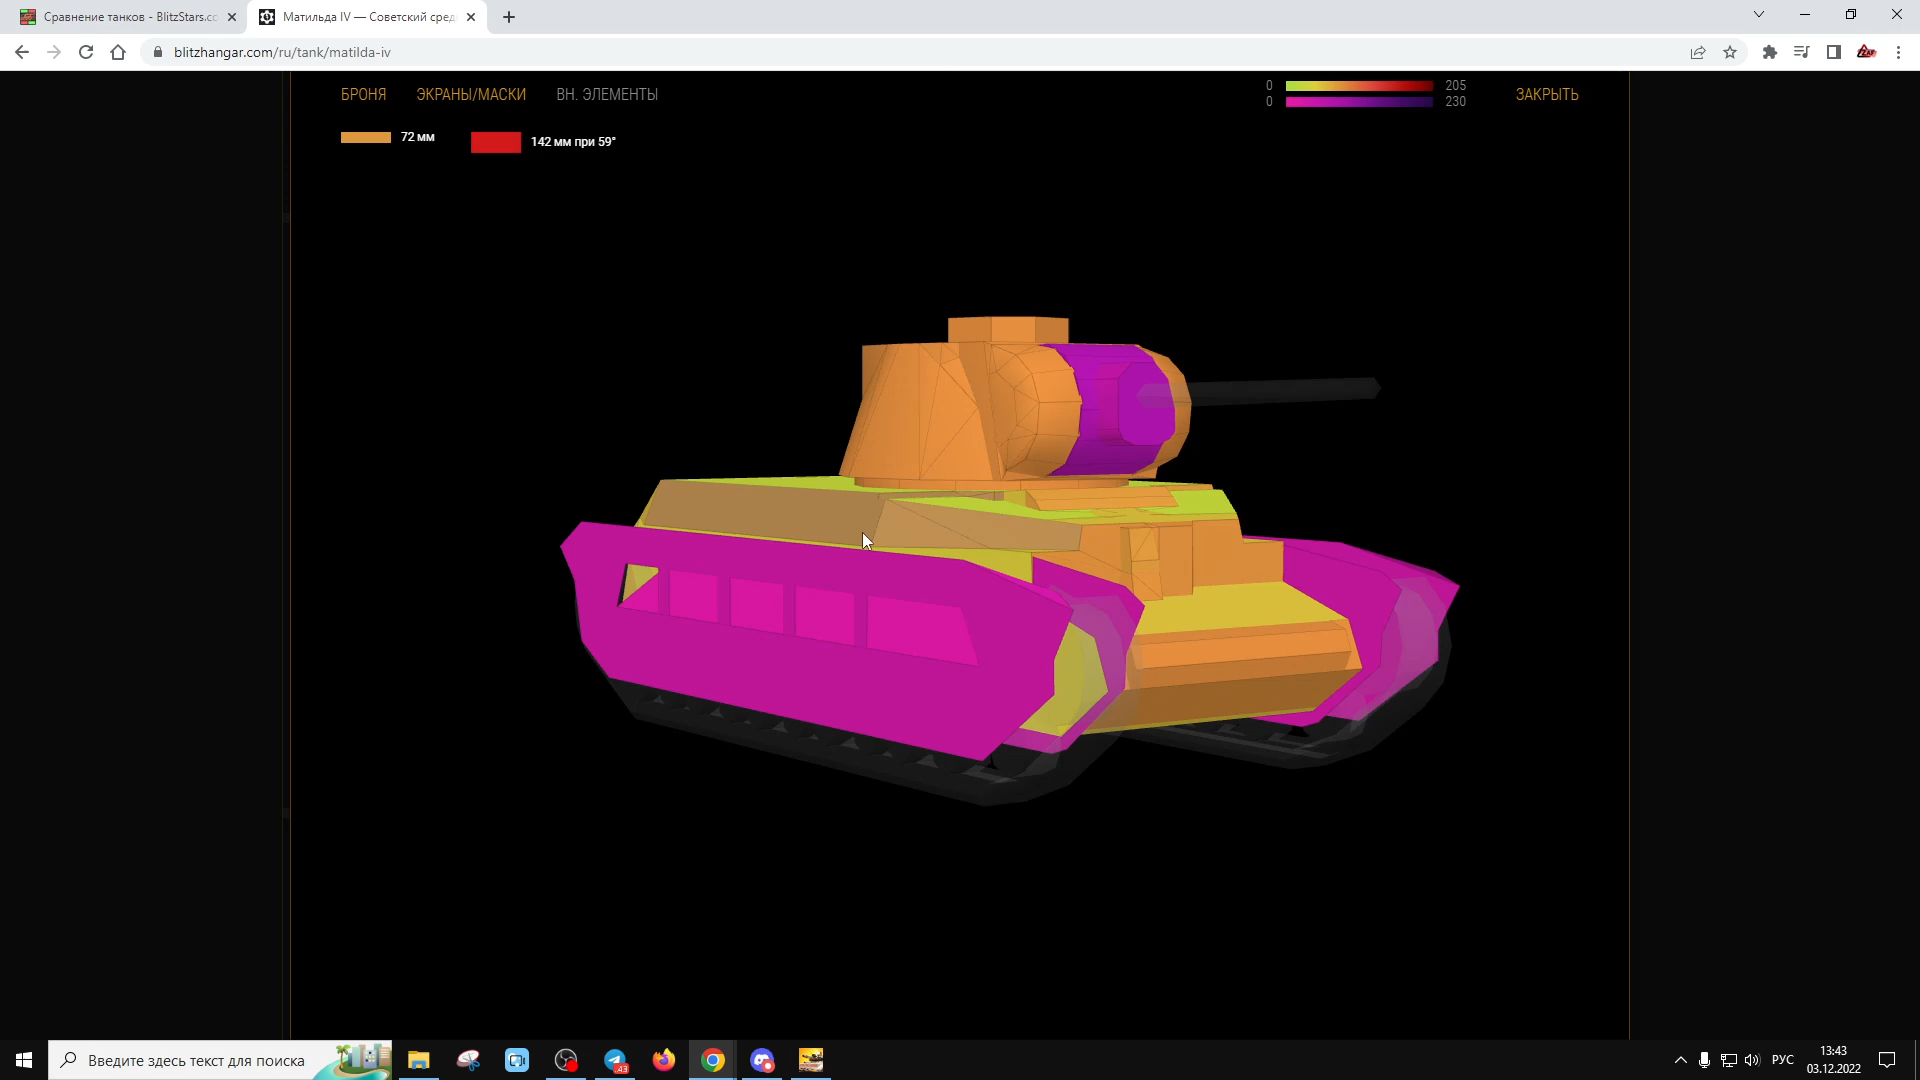 Сравнение танков - BlitzStars.co
Матильда IV — Советский сред
blitzhangar.com/ru/tank/matilda-iv
БРОНЯ
ЭКРАНЫ/МАСКИ
ВН. ЭЛЕМЕНТЫ
0 205
0 230
ЗАКРЫТЬ
72 мм
142 мм при 59°
Введите здесь текст для поиска
43
РУС
13:43
03.12.2022